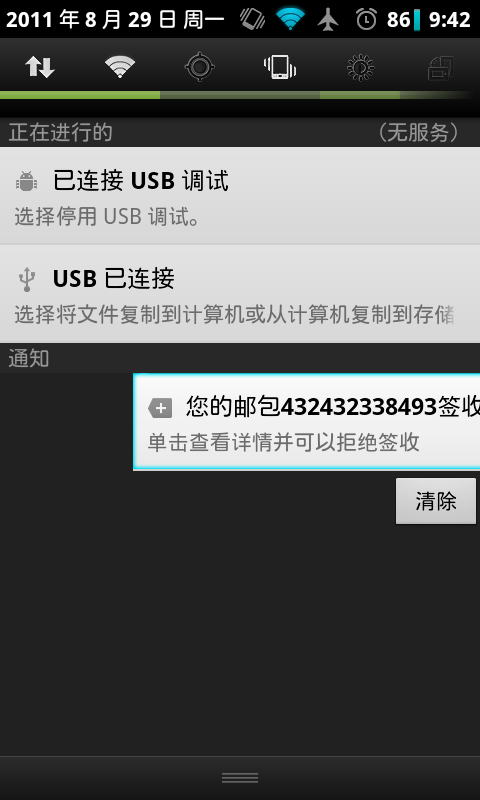 2011 年 8 月 29 日 周一 86 9:42
正在进行的 （无服务）
已连接 USB 调试
选择停用 USB 调试。
USB 已连接
选择将文件复制到计算机或从计算机复制到存储
通知
您的邮包432432338493签收
单击查看详情并可以拒绝签收
清除